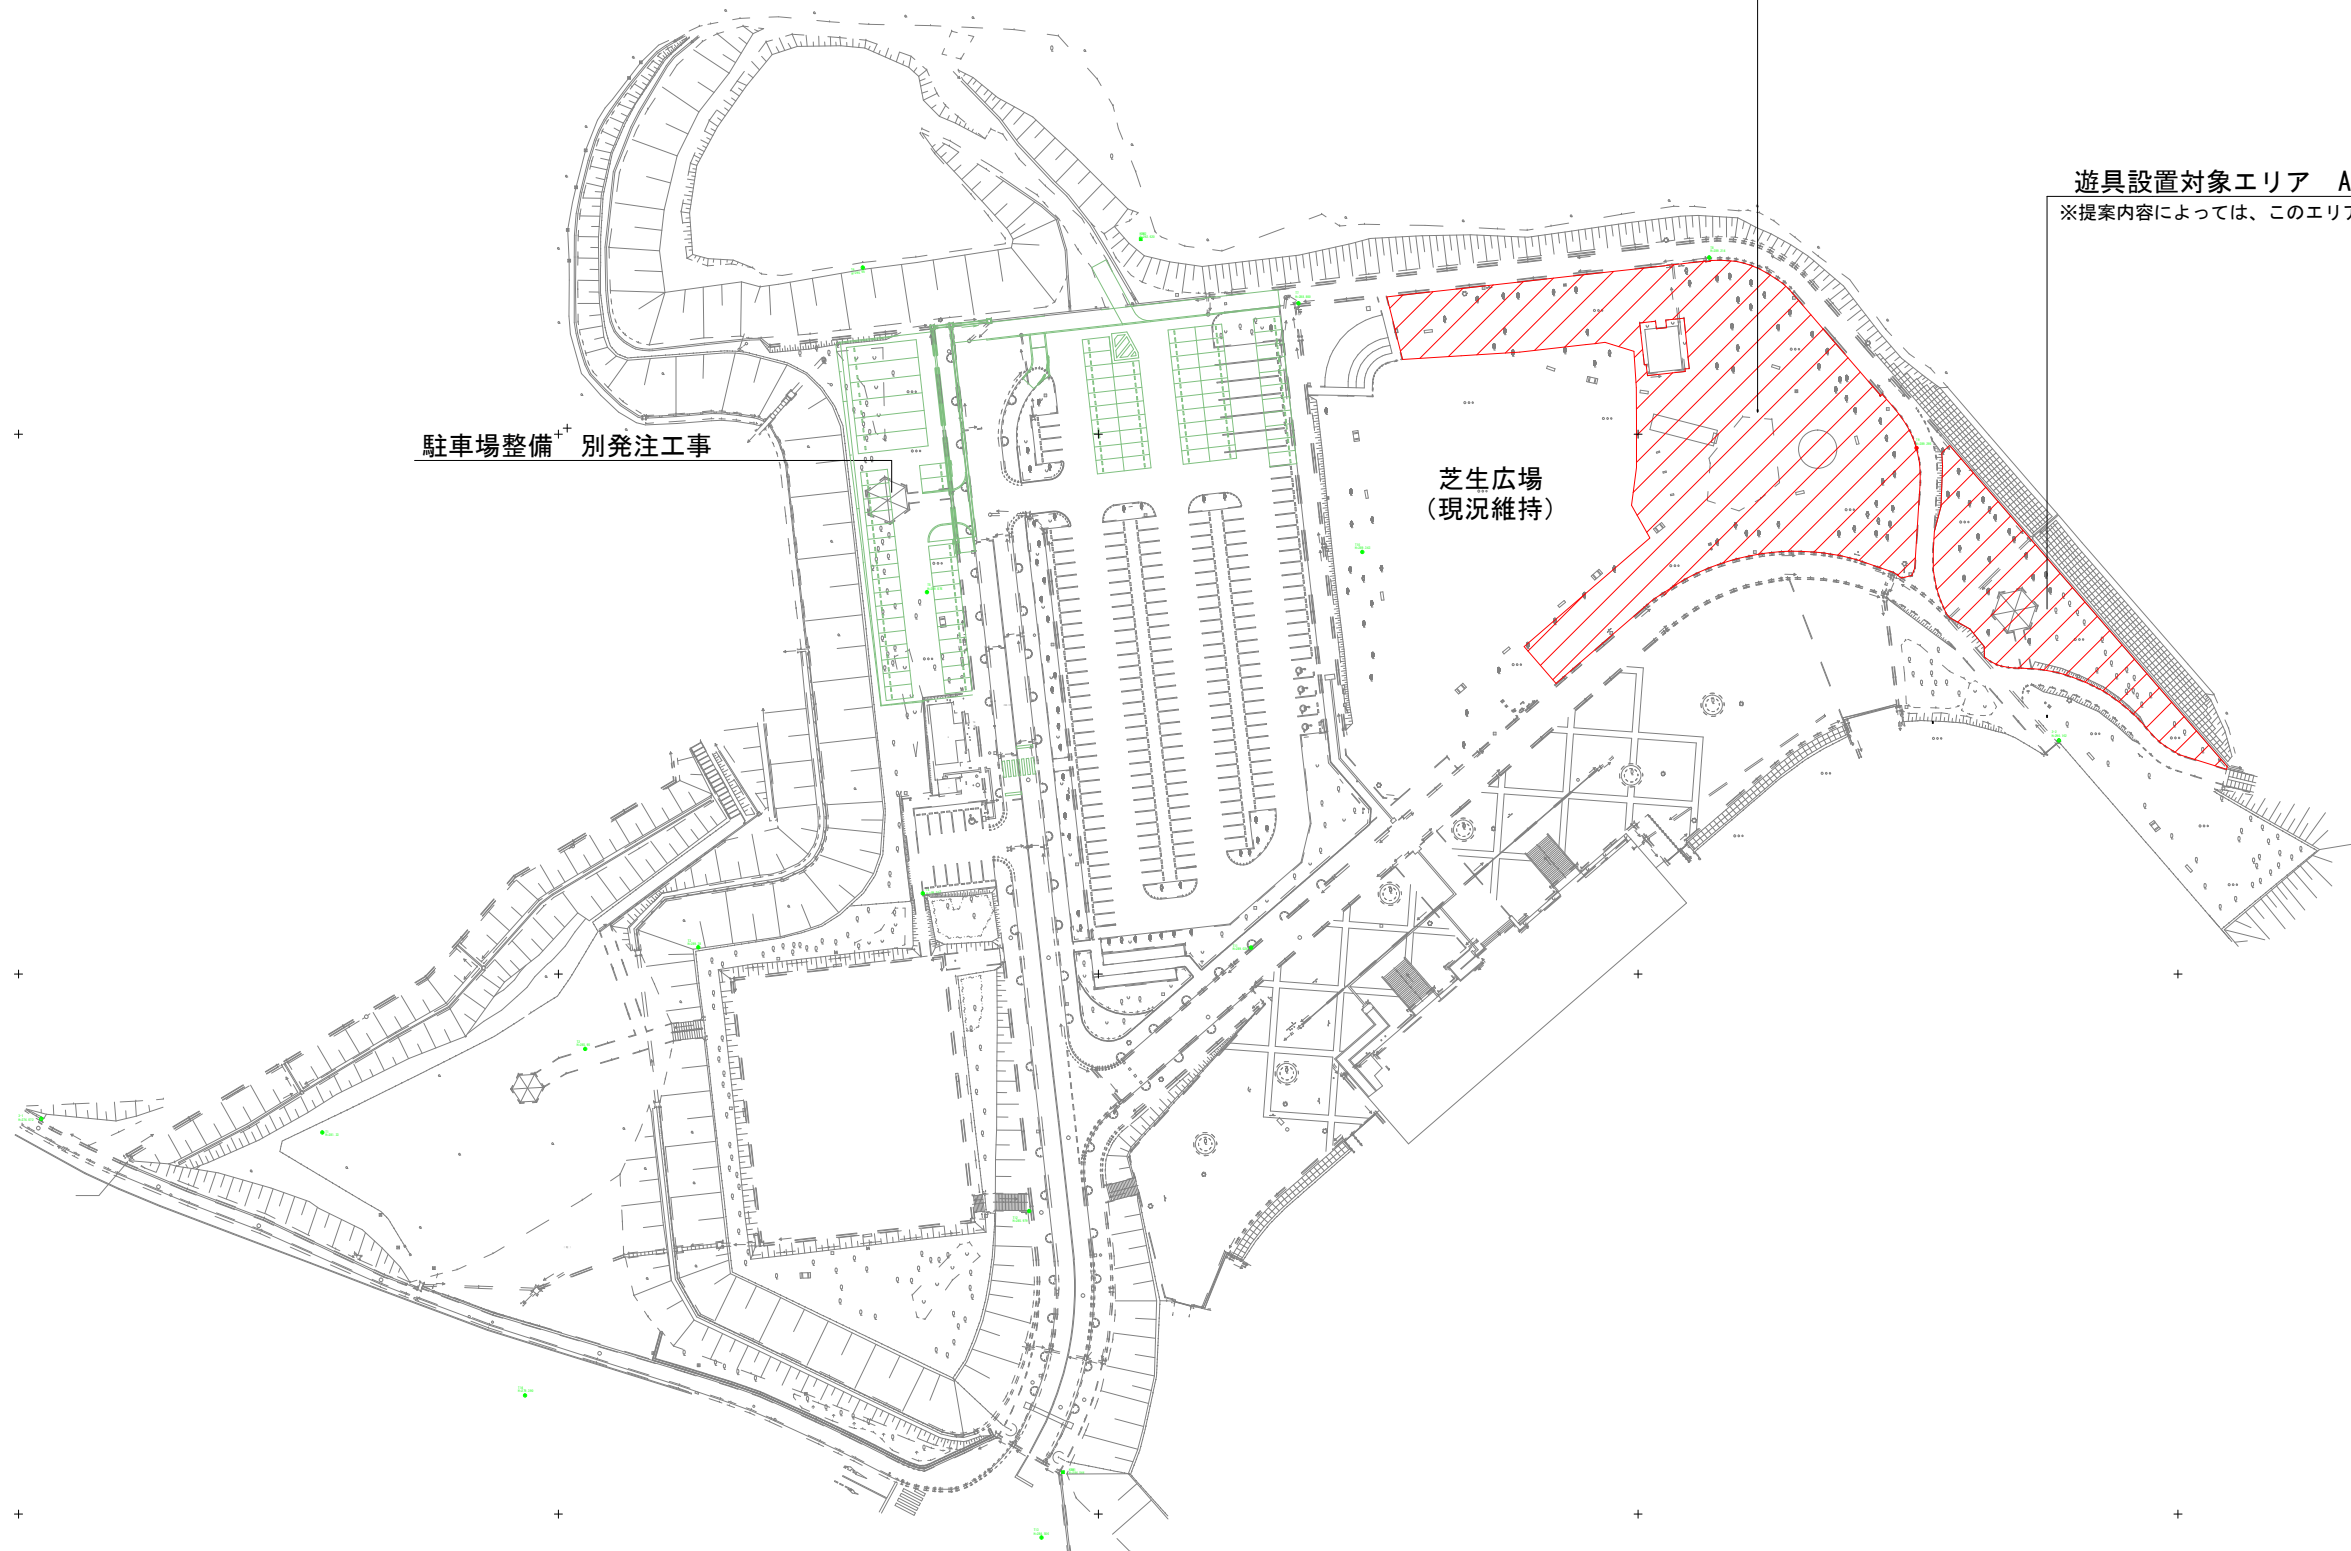 遊具設置対象エリア　A
※提案内容によっては、このエリア
駐車場整備　別発注工事
芝生広場
（現況維持）